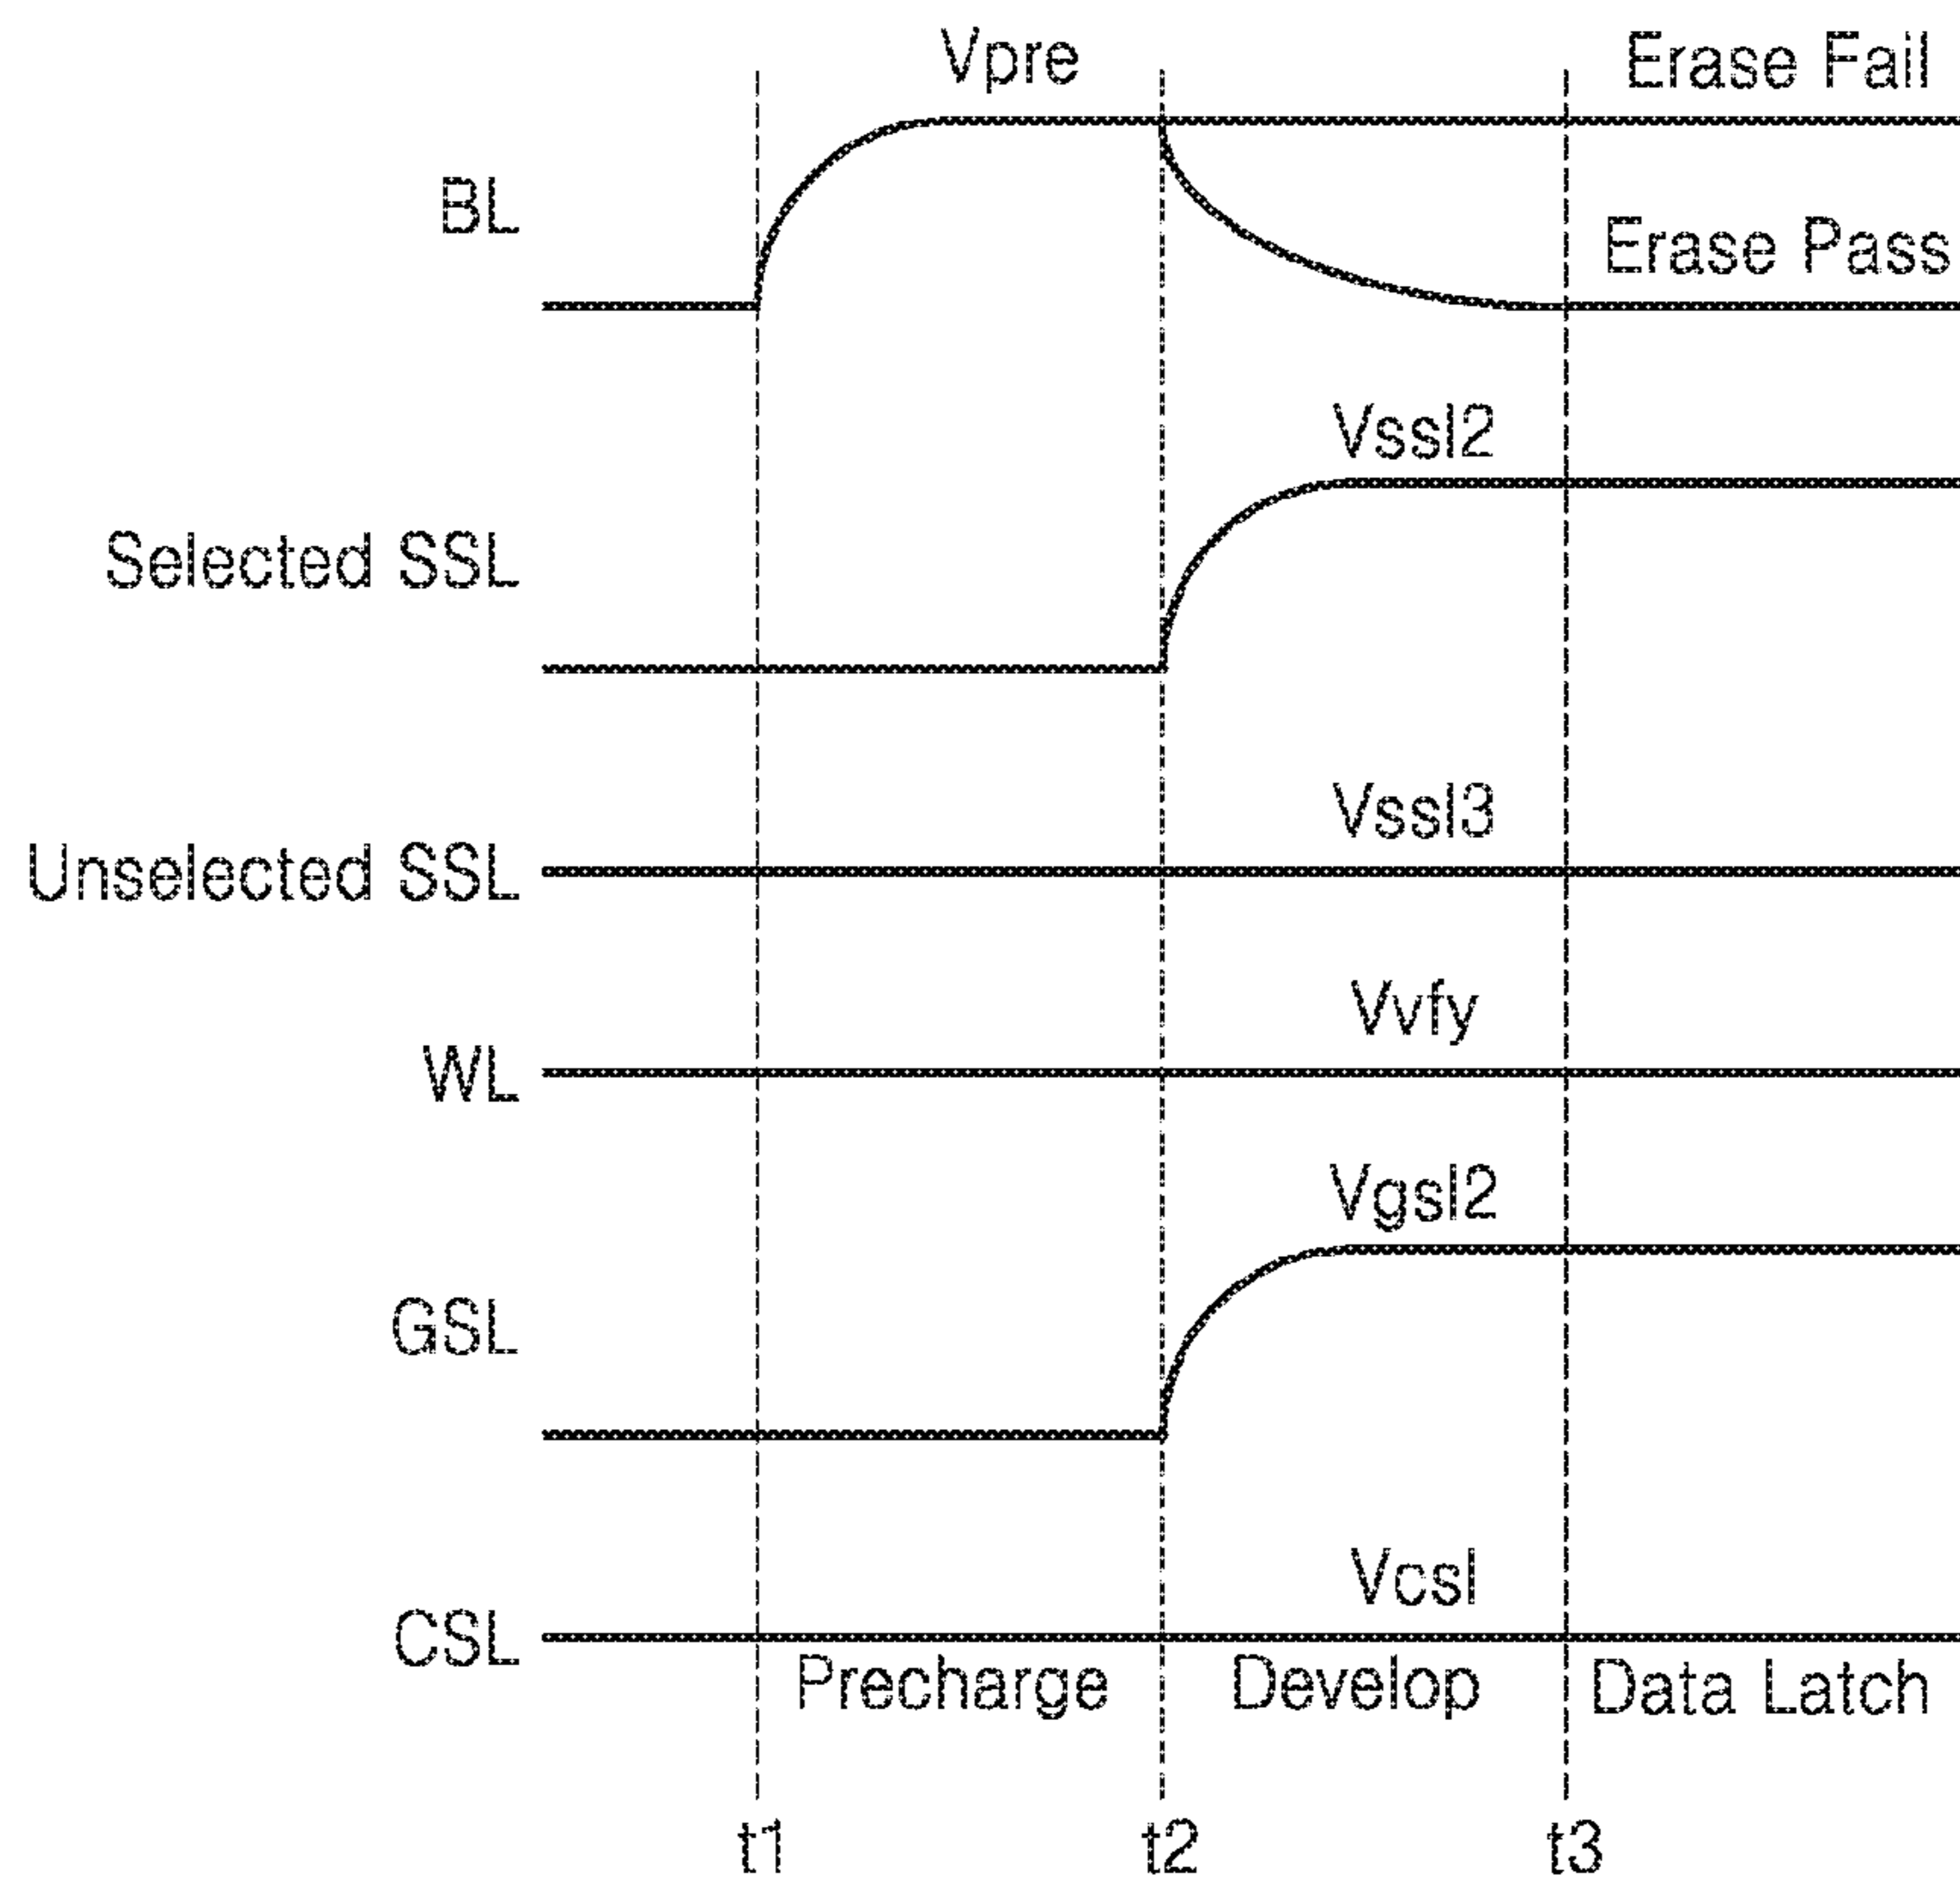 Vpre
Erase Fail
BL
Erase Pass
Vssl2
Selected SSL
Vssl3
Unselected SSL
Vvfy
WL
Vgsl2
GSL
Vcsl
CSL
Precharge
Develop
Data Latch
t1
t2
t3